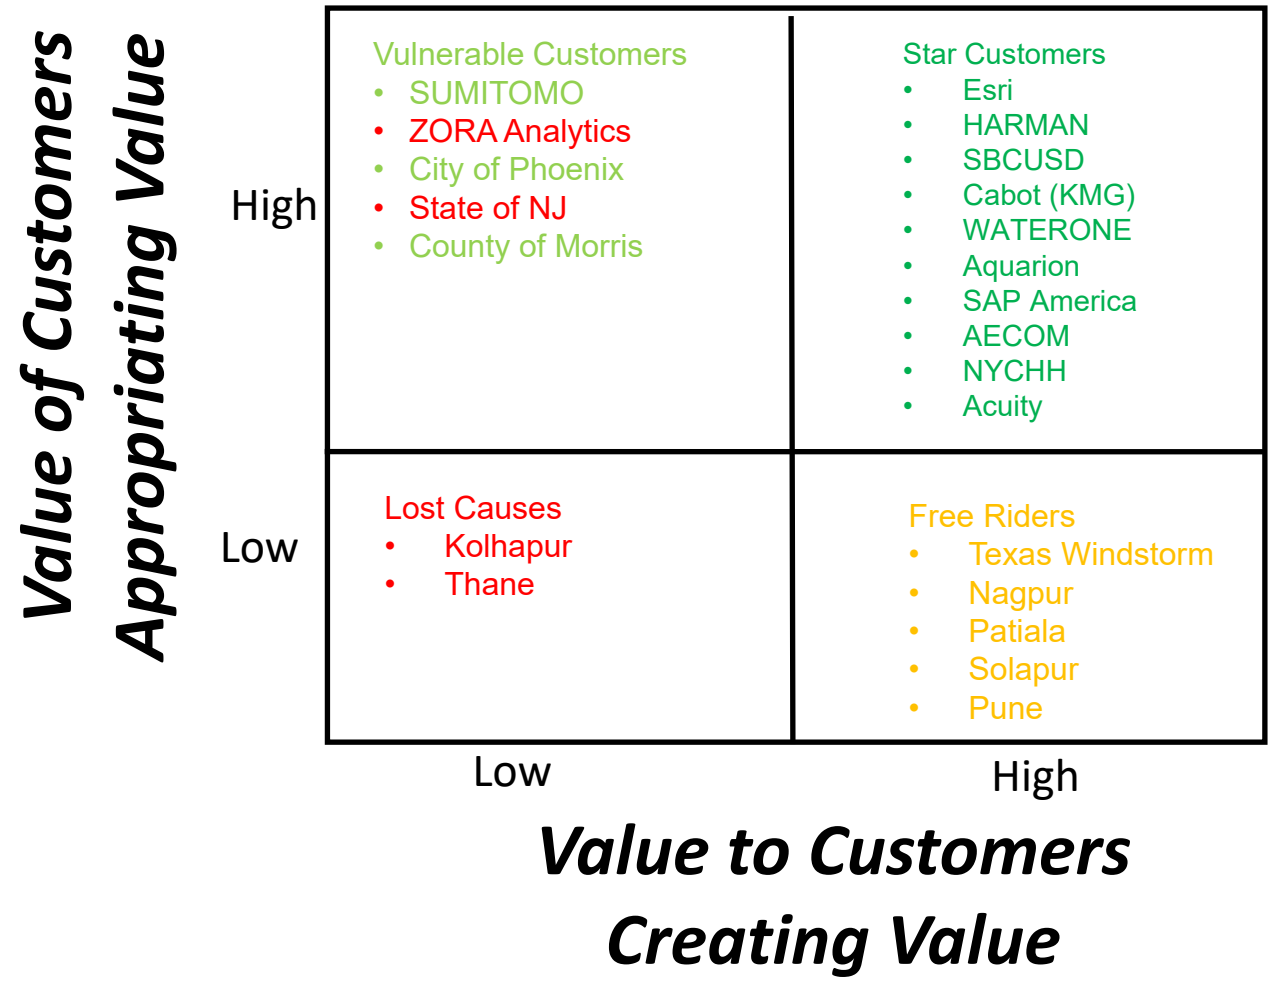 Value of Customers
Appropriating Value
High
Low
Vulnerable Customers
• SUMITOMO
• ZORA Analytics
• City of Phoenix
• State of NJ
• County of Morris
Star Customers
• Esri
• HARMAN
• SBCUSD
• Cabot (KMG)
• WATERONE
• Aquarion
• SAP America
• AECOM
• NYCHH
• Acuity
Lost Causes
• Kolhapur
• Thane
Free Riders
• Texas Windstorm
• Nagpur
• Patiala
• Solapur
• Pune
Low
High
Value to Customers
Creating Value